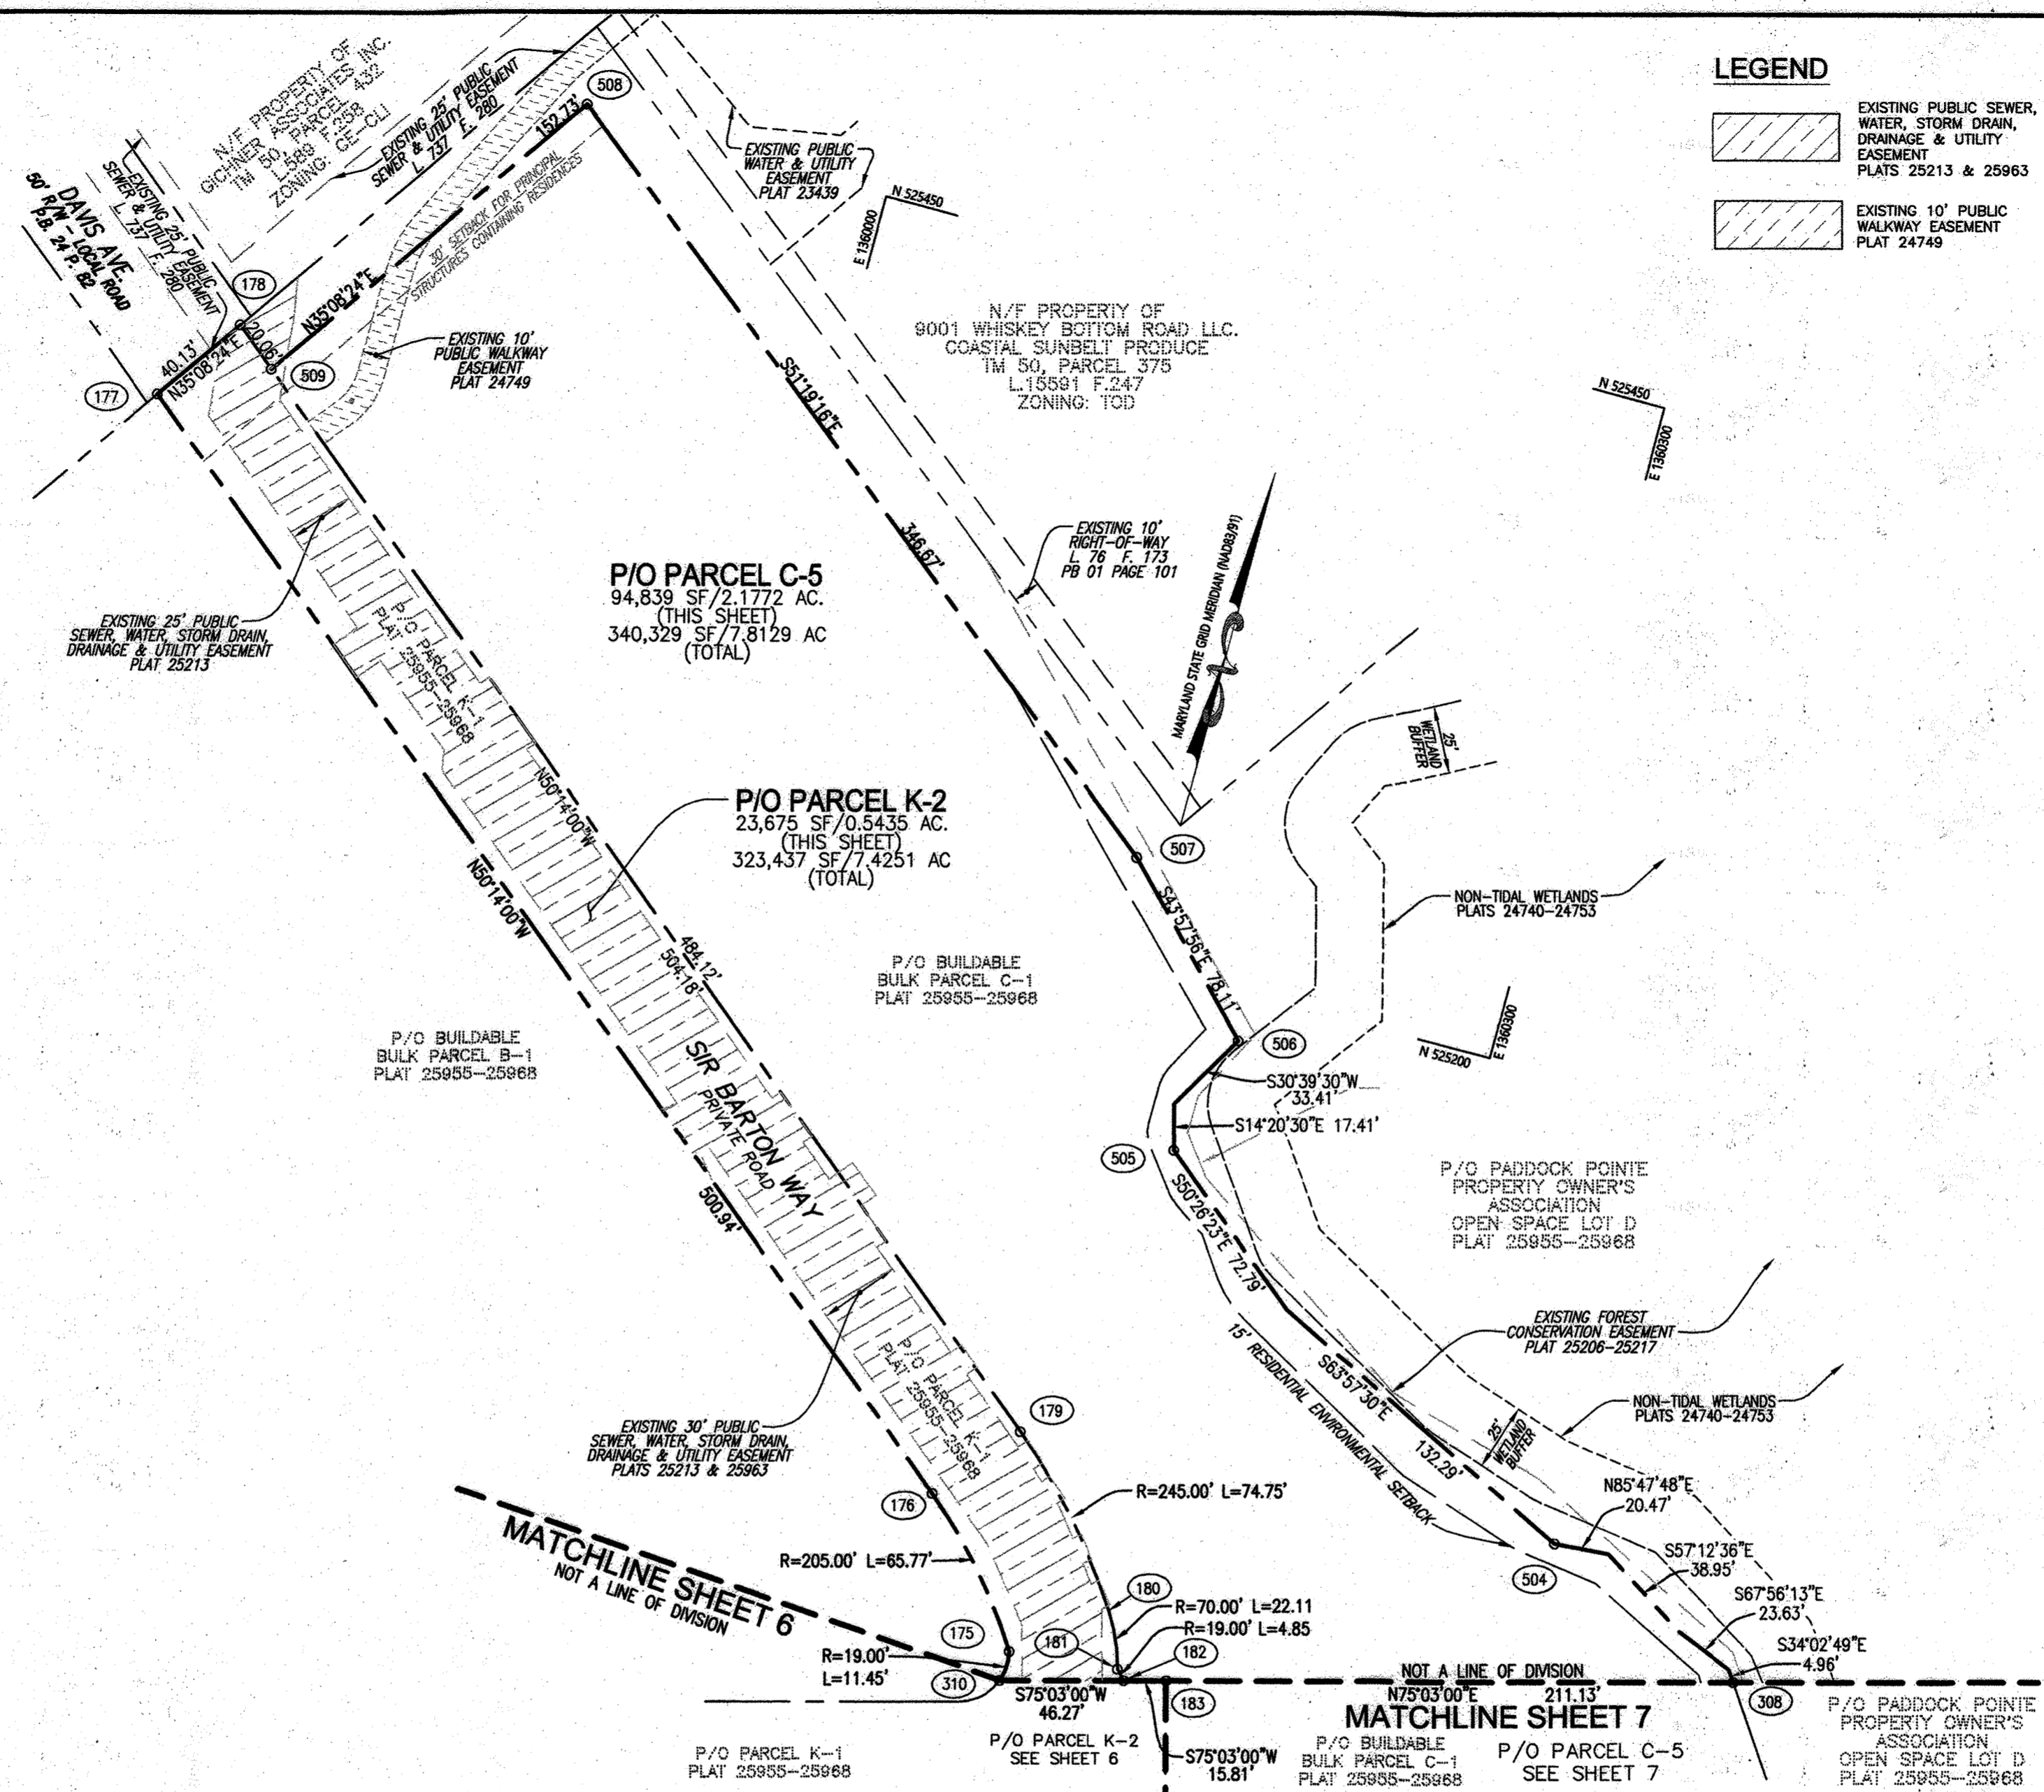 LEGEND
EXISTING PUBLIC SEWER,
WATER, STORM DRAIN,
DRAINAGE & UTILITY
EASEMENT
PLATS 25213 & 25963
EXISTING 10' PUBLIC
WALKWAY EASEMENT
PLAT 24749
N/F PROPERTY OF
GICHNER ASSOCIATES INC.
TM 50, PARCEL 432
L.589 F.258
ZONING: CE-CLI
EXISTING 25' PUBLIC
SEWER & UTILITY EASEMENT
L. 737 F. 280
508
152.73'
EXISTING PUBLIC
WATER & UTILITY
EASEMENT
PLAT 23439
N 525450
E 1360000
DAVIS AVE.
50' R/W - LOCAL ROAD
P.B. 24 P. 82
EXISTING 25' PUBLIC
SEWER & UTILITY EASEMENT
L. 737 F. 280
178
20.06'
N35°08'24"E
30' SETBACK FOR PRINCIPAL
STRUCTURES CONTAINING RESIDENCES
40.13'
N35°08'24"E
177
509
EXISTING 10'
PUBLIC WALKWAY
EASEMENT
PLAT 24749
N/F PROPERTY OF
9001 WHISKEY BOTTOM ROAD LLC.
COASTAL SUNBELT PRODUCE
TM 50, PARCEL 375
L.15591 F.247
ZONING: TOD
S51°19'16"E
346.67'
N 525450
E 1360300
EXISTING 10'
RIGHT-OF-WAY
L. 76 F. 173
PB 01 PAGE 101
MARYLAND STATE GRID MERIDIAN (NAD83/91)
P/O PARCEL C-5
94,839 SF/2.1772 AC.
(THIS SHEET)
340,329 SF/7.8129 AC
(TOTAL)
EXISTING 25' PUBLIC
SEWER, WATER, STORM DRAIN,
DRAINAGE & UTILITY EASEMENT
PLAT 25213
P/O PARCEL K-1
PLAT 25955-25968
25'
WETLAND
BUFFER
N50°14'00"W
P/O PARCEL K-2
23,675 SF/0.5435 AC.
(THIS SHEET)
323,437 SF/7.4251 AC
(TOTAL)
507
N50°14'00"W
S43°57'56"E 78.11'
NON-TIDAL WETLANDS
PLATS 24740-24753
484.12'
504.18'
P/O BUILDABLE
BULK PARCEL C-1
PLAT 25955-25968
P/O BUILDABLE
BULK PARCEL B-1
PLAT 25955-25968
506
N 525200
E 1360300
S30°39'30"W
33.41'
S14°20'30"E 17.41'
SIR BARTON WAY
PRIVATE ROAD
505
S50°26'23"E 72.79'
500.94'
P/O PADDOCK POINTE
PROPERTY OWNER'S
ASSOCIATION
OPEN SPACE LOT D
PLAT 25955-25968
EXISTING FOREST
CONSERVATION EASEMENT
PLAT 25206-25217
15' RESIDENTIAL ENVIRONMENTAL SETBACK
S63°57'30"E
132.29'
P/O PARCEL K-1
PLAT 25955-25968
NON-TIDAL WETLANDS
PLATS 24740-24753
179
EXISTING 30' PUBLIC
SEWER, WATER, STORM DRAIN,
DRAINAGE & UTILITY EASEMENT
PLATS 25213 & 25963
25'
WETLAND
BUFFER
176
R=245.00' L=74.75'
N85°47'48"E
20.47'
MATCHLINE SHEET 6
NOT A LINE OF DIVISION
R=205.00' L=65.77'
504
S57°12'36"E
38.95'
180
R=70.00' L=22.11
S67°56'13"E
23.63'
175
181
R=19.00' L=4.85
182
S34°02'49"E
4.96'
R=19.00'
L=11.45'
310
S75°03'00"W
46.27'
183
NOT A LINE OF DIVISION
N75°03'00"E 211.13'
308
MATCHLINE SHEET 7
P/O PARCEL K-1
PLAT 25955-25968
P/O PARCEL K-2
SEE SHEET 6
S75°03'00"W
15.81'
P/O BUILDABLE
BULK PARCEL C-1
PLAT 25955-25968
P/O PARCEL C-5
SEE SHEET 7
P/O PADDOCK POINTE
PROPERTY OWNER'S
ASSOCIATION
OPEN SPACE LOT D
PLAT 25955-25968